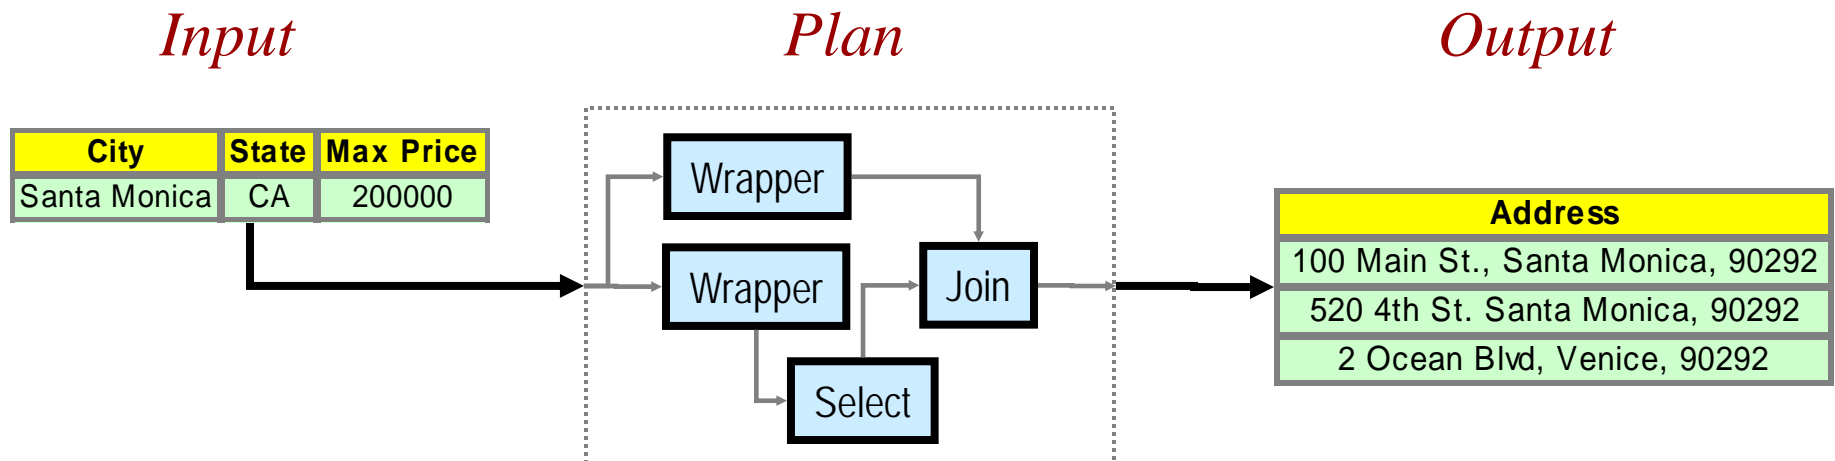 Input
Plan
Output
City State Max Price
Santa Monica CA 200000
Wrapper
Wrapper
Select
Join
Address
100 Main St., Santa Monica, 90292
520 4th St. Santa Monica, 90292
2 Ocean Blvd, Venice, 90292